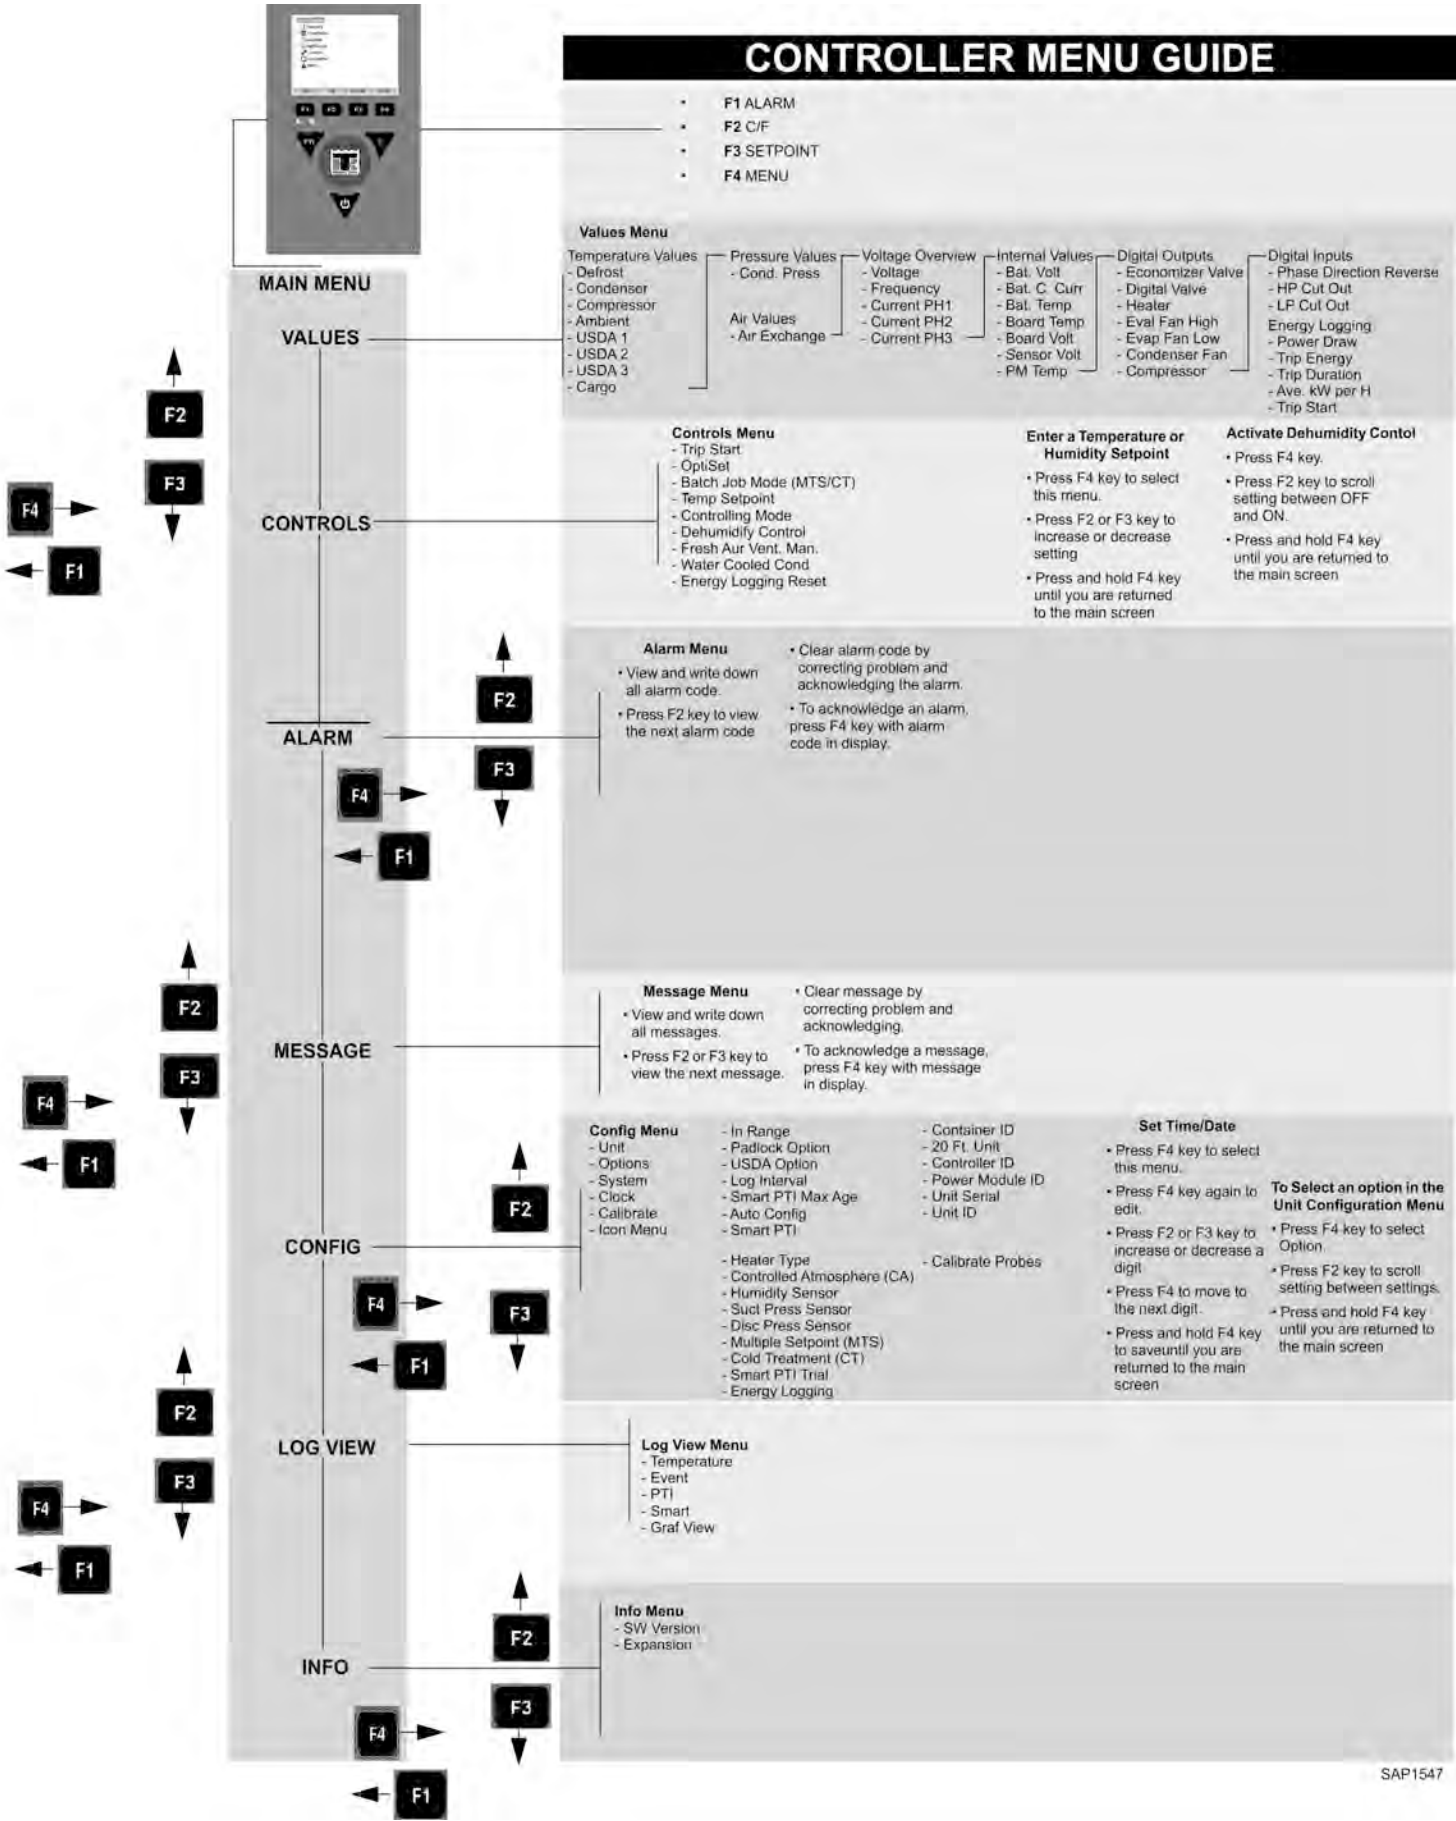 CONTROLLER MENU GUIDE
• F1 ALARM
• F2 C/F
• F3 SETPOINT
• F4 MENU
MAIN MENU
VALUES
Values Menu
Temperature Values
- Defrost
- Condensor
- Compressor
- Ambient
- USDA 1
- USDA 2
- USDA 3
- Cargo
Pressure Values
- Cond. Press
Air Values
- Air Exchange
Voltage Overview
- Voltage
- Frequency
- Current PH1
- Current PH2
- Current PH3
Internal Values
- Bat. Volt
- Bat. C. Curr
- Bat. Temp
- Board Temp
- Board Volt
- Sensor Volt
- PM Temp
Digital Outputs
- Economizer Valve
- Digital Valve
- Heater
- Eval Fan High
- Evap Fan Low
- Condenser Fan
- Compressor
Digital Inputs
- Phase Direction Reverse
- HP Cut Out
- LP Cut Out
Energy Logging
- Power Draw
- Trip Energy
- Trip Duration
- Ave. kW per H
- Trip Start
F2
F3
F4
F1
CONTROLS
Controls Menu
- Trip Start
- OptiSet
- Batch Job Mode (MTS/CT)
- Temp Setpoint
- Controlling Mode
- Dehumidify Control
- Fresh Aur Vent. Man.
- Water Cooled Cond
- Energy Logging Reset
Enter a Temperature or
Humidity Setpoint
• Press F4 key to select
this menu.
• Press F2 or F3 key to
increase or decrease
setting
• Press and hold F4 key
until you are returned
to the main screen
Activate Dehumidity Contol
• Press F4 key.
• Press F2 key to scroll
setting between OFF
and ON.
• Press and hold F4 key
until you are returned to
the main screen
ALARM
F2
F3
F4
F1
Alarm Menu
• View and write down
all alarm code.
• Press F2 key to view
the next alarm code
• Clear alarm code by
correcting problem and
acknowledging the alarm.
• To acknowledge an alarm,
press F4 key with alarm
code in display.
F2
F3
F4
F1
MESSAGE
Message Menu
• View and write down
all messages.
• Press F2 or F3 key to
view the next message.
• Clear message by
correcting problem and
acknowledging.
• To acknowledge a message,
press F4 key with message
in display.
CONFIG
F2
F3
F4
F1
Config Menu
- Unit
- Options
- System
- Clock
- Calibrate
- Icon Menu
- In Range
- Padlock Option
- USDA Option
- Log Interval
- Smart PTI Max Age
- Auto Config
- Smart PTI
- Heater Type
- Controlled Atmosphere (CA)
- Humidity Sensor
- Suct Press Sensor
- Disc Press Sensor
- Multiple Setpoint (MTS)
- Cold Treatment (CT)
- Smart PTI Trial
- Energy Logging
- Container ID
- 20 Ft. Unit
- Controller ID
- Power Module ID
- Unit Serial
- Unit ID
- Calibrate Probes
Set Time/Date
• Press F4 key to select
this menu.
• Press F4 key again to
edit.
• Press F2 or F3 key to
increase or decrease a
digit
• Press F4 to move to
the next digit.
• Press and hold F4 key
to saveuntil you are
returned to the main
screen
To Select an option in the
Unit Configuration Menu
• Press F4 key to select
Option.
• Press F2 key to scroll
setting between settings.
• Press and hold F4 key
until you are returned to
the main screen
F2
F3
F4
F1
LOG VIEW
Log View Menu
- Temperature
- Event
- PTI
- Smart
- Graf View
INFO
F2
F3
F4
F1
Info Menu
- SW Version
- Expansion
SAP1547